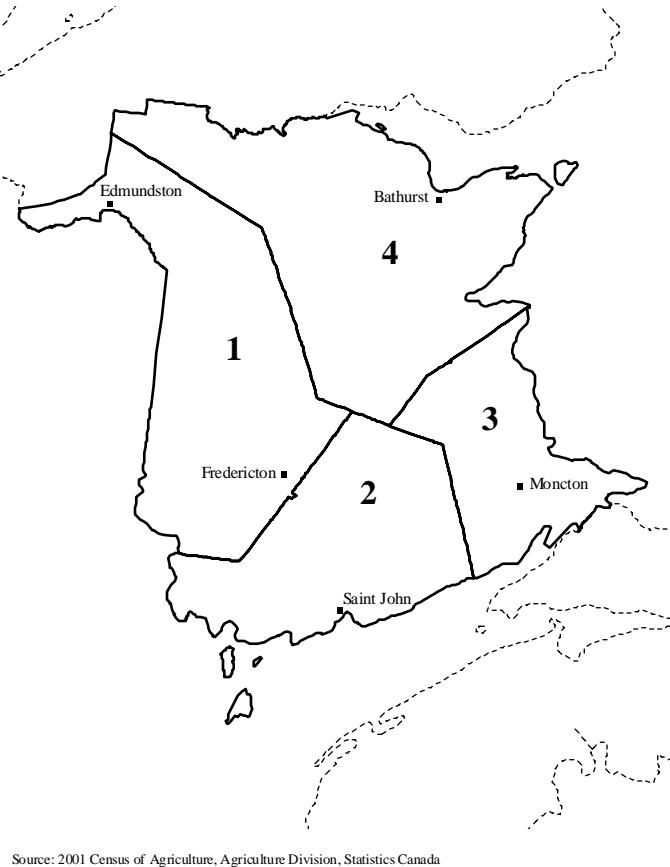 Edmundston
Bathurst
4
1
3
Fredericton
Moncton
2
Saint John
Source: 2001 Census of Agriculture, Agriculture Division, Statistics Canada